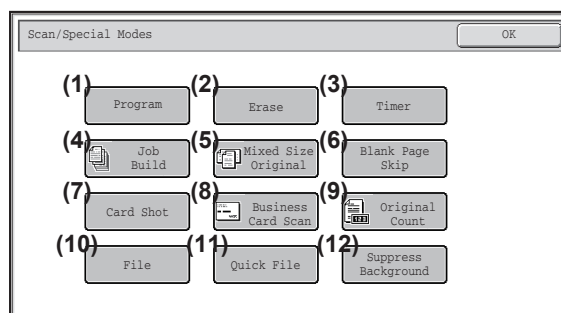 Scan/Special Modes
OK
(1)
Program
(2)
Erase
(3)
Timer
(4)
Job
Build
(5)
Mixed Size
Original
(6)
Blank Page
Skip
(7)
Card Shot
(8)
Business
Card Scan
(9)
Original
Count
(10)
File
(11)
Quick File
(12)
Suppress
Background